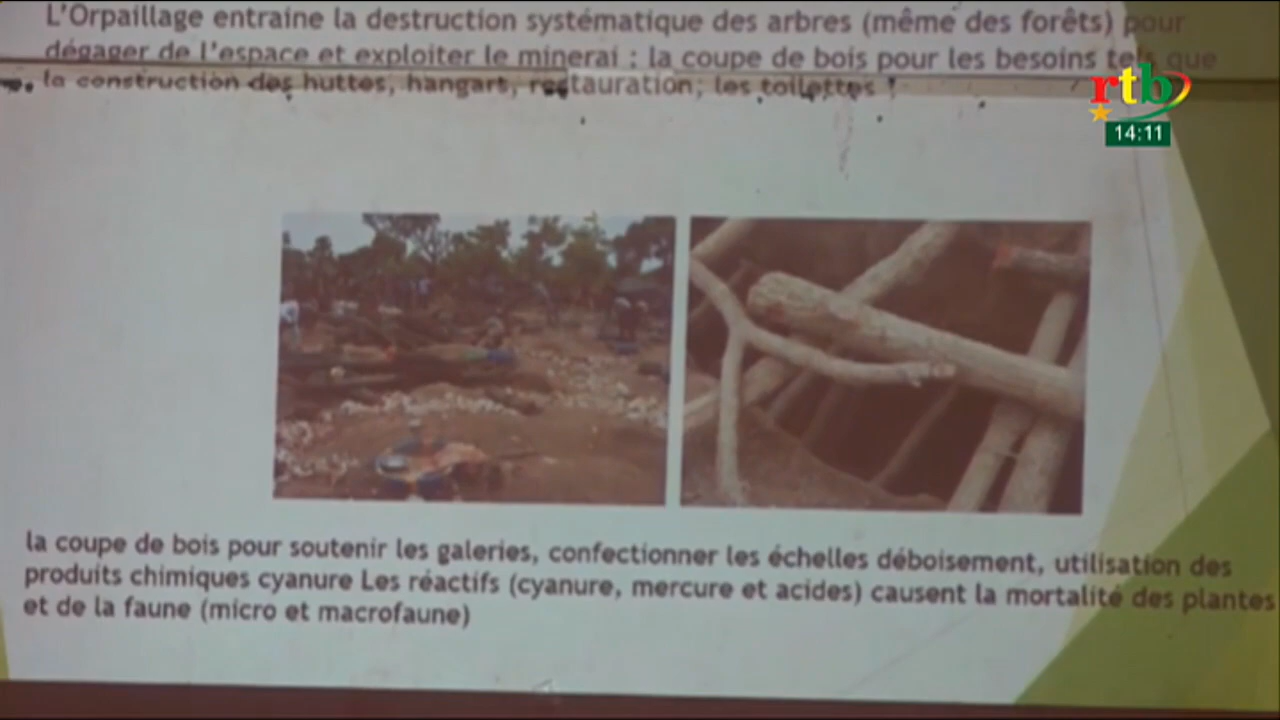 L'Orpaillage entraine la destruction systématique des arbres (même des forêts) pour
dégager de l'espace et exploiter le minerai : la coupe de bois pour les besoins tels que
la construction des huttes, hangars, restauration; les toilettes !
rtb
14:11
la coupe de bois pour soutenir les galeries, confectionner les échelles déboisement, utilisation des
produits chimiques cyanure Les réactifs (cyanure, mercure et acides) causent la mortalité des plantes
et de la faune (micro et macrofaune)